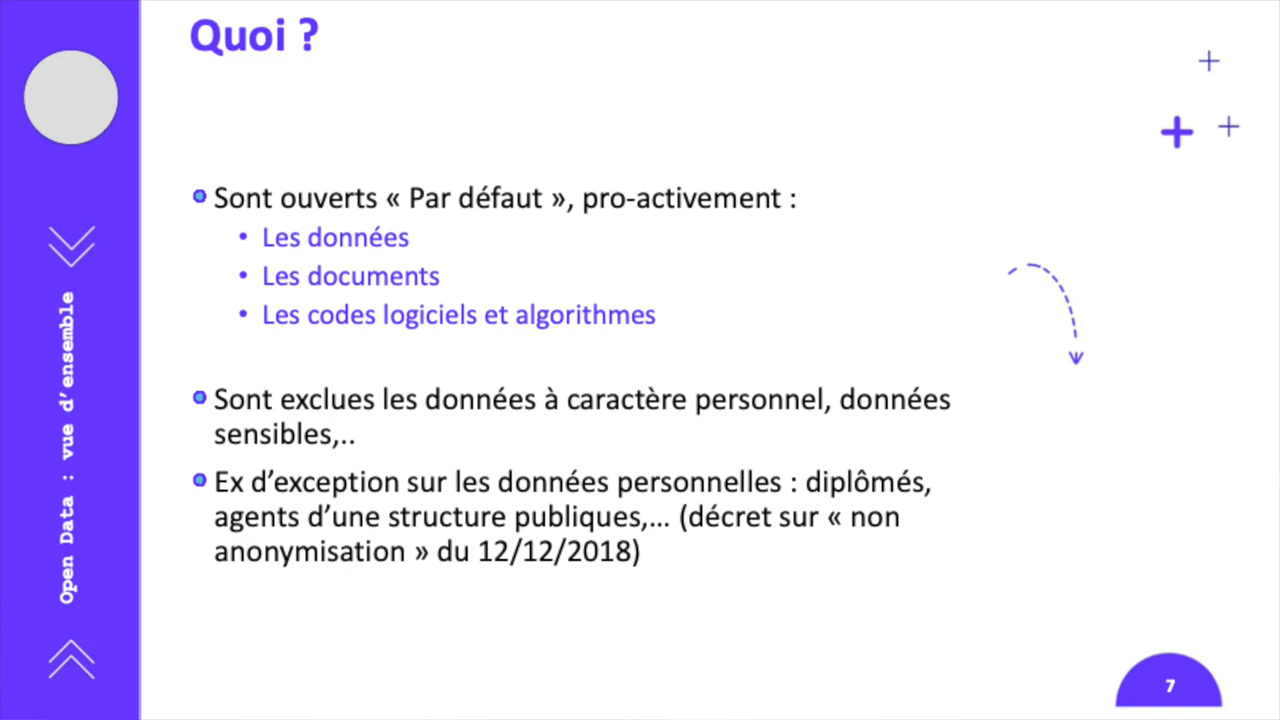 Quoi ?
Sont ouverts « Par défaut », pro-activement :
• Les données
• Les documents
• Les codes logiciels et algorithmes
Sont exclues les données à caractère personnel, données
sensibles,..
Ex d’exception sur les données personnelles : diplômés,
agents d’une structure publiques,... (décret sur « non
anonymisation » du 12/12/2018)
Open Data : vue d’ensemble
7